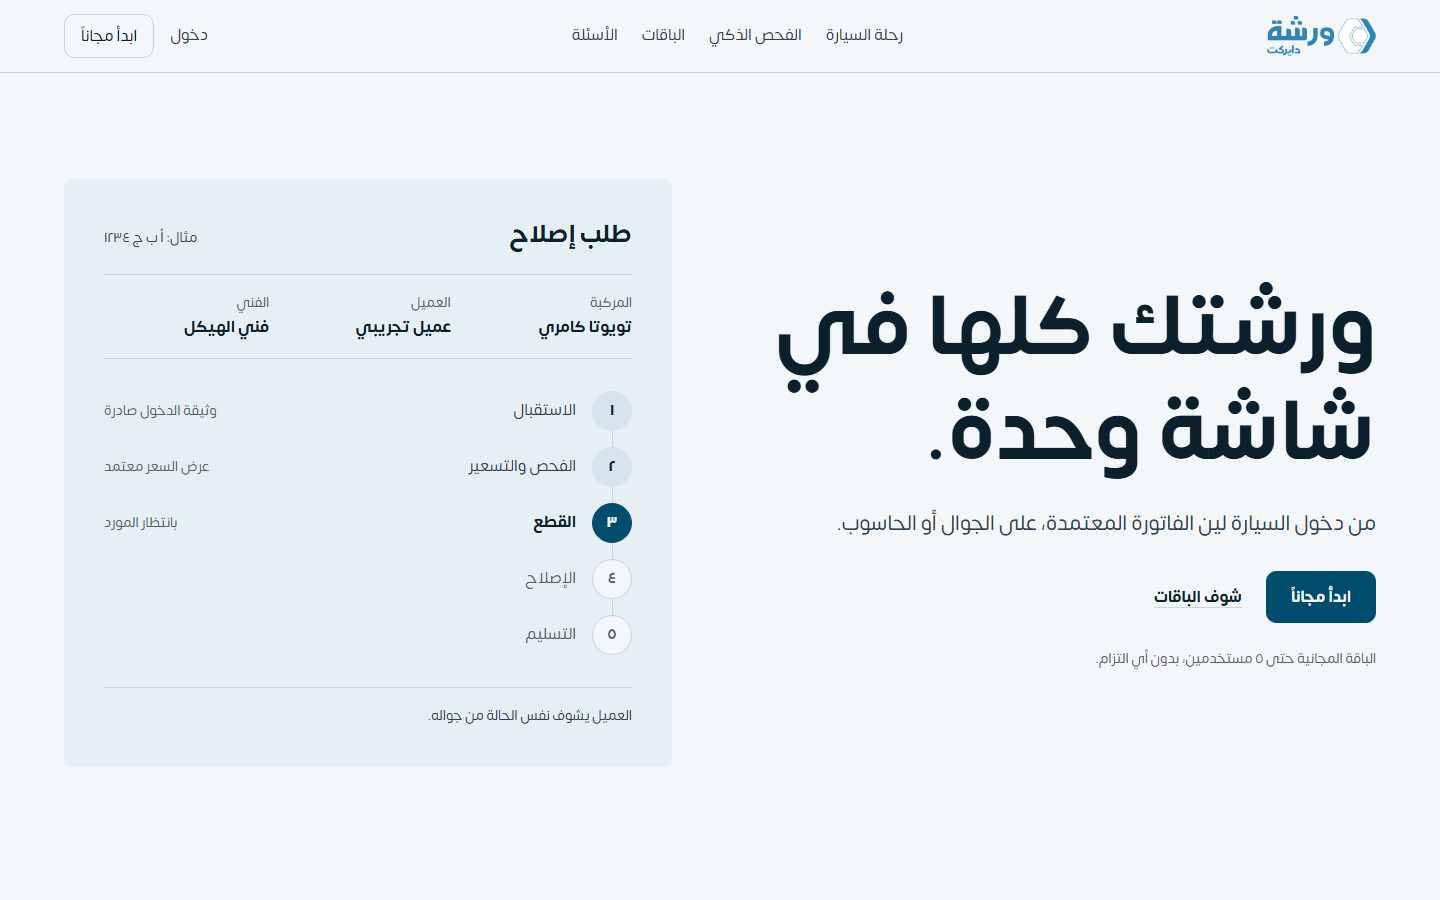 ورشة
دايركت
رحلة السيارة
الفحص الذكي
الباقات
الأسئلة
دخول
ابدأ مجاناً
ورشتك كلها في
شاشة وحدة.
من دخول السيارة لين الفاتورة المعتمدة، على الجوال أو الحاسوب.
ابدأ مجاناً
شوف الباقات
الباقة المجانية حتى ٥ مستخدمين، بدون أي التزام.
طلب إصلاح
مثال: أ ب ج ١٢٣٤
المركبة
تويوتا كامري
العميل
عميل تجريبي
الفني
فني الهيكل
١ الاستقبال وثيقة الدخول صادرة
٢ الفحص والتسعير عرض السعر معتمد
٣ القطع بانتظار المورد
٤ الإصلاح
٥ التسليم
العميل يشوف نفس الحالة من جواله.